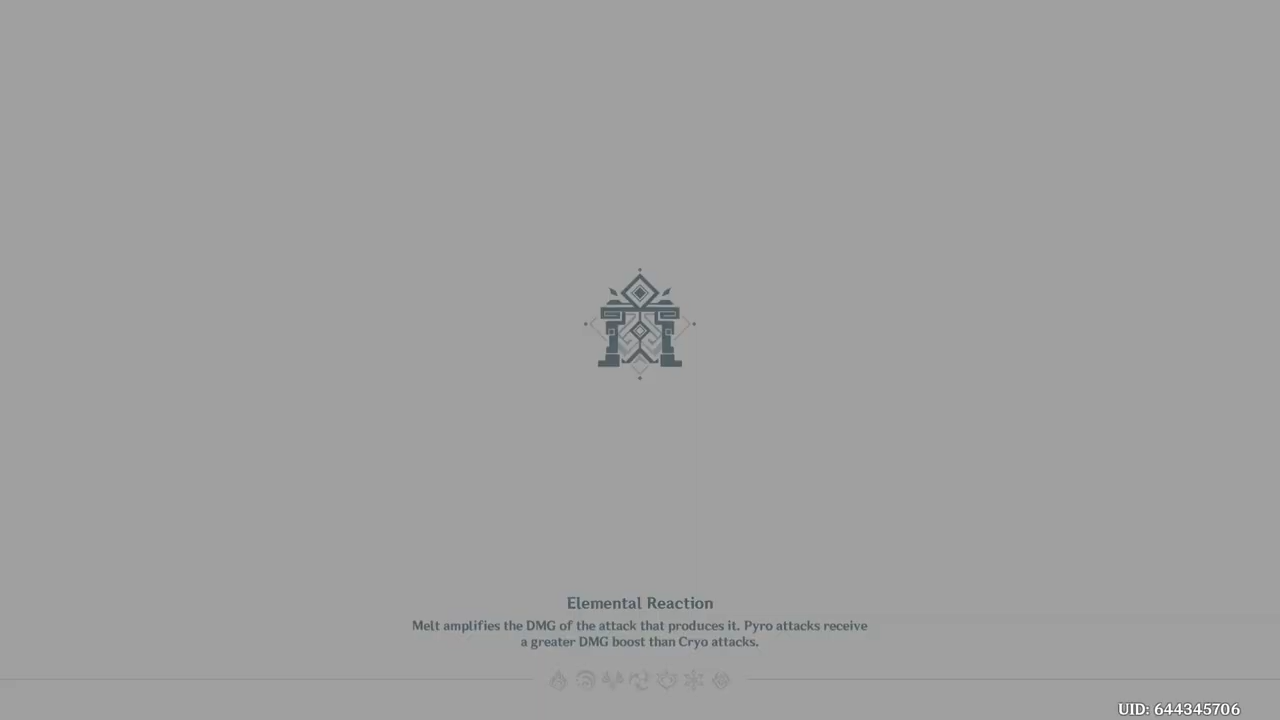 Elemental Reaction
Melt amplifies the DMG of the attack that produces it. Pyro attacks receive
a greater DMG boost than Cryo attacks.
UID: 644345706